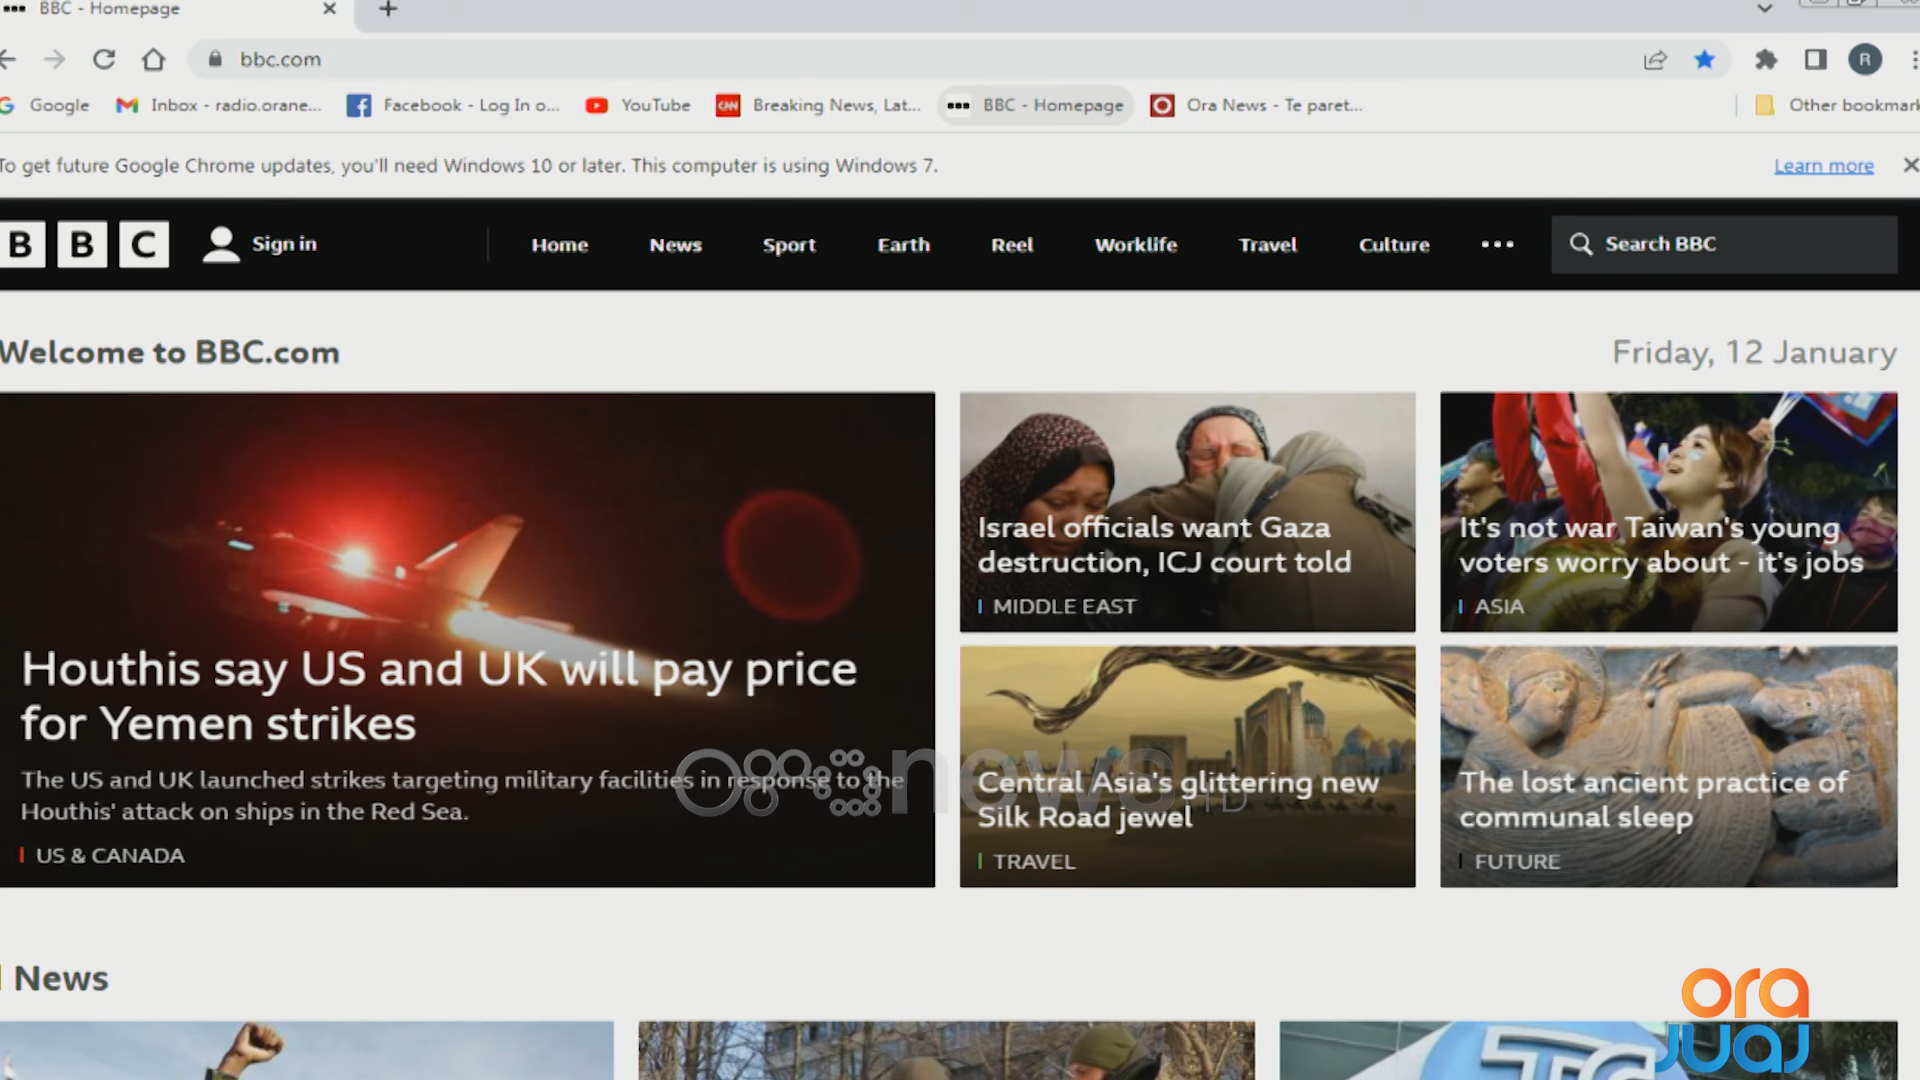 BBC - Homepage
bbc.com
Google
Inbox - radio.orane...
Facebook - Log In o...
YouTube
CNN
Breaking News, Lat...
BBC - Homepage
Ora News - Te paret...
Other bookmark
R
To get future Google Chrome updates, you'll need Windows 10 or later. This computer is using Windows 7.
Learn more
BBC
Sign in
Home
News
Sport
Earth
Reel
Worklife
Travel
Culture
Search BBC
Welcome to BBC.com
Friday, 12 January
Houthis say US and UK will pay price
for Yemen strikes
The US and UK launched strikes targeting military facilities in response to the
Houthis' attack on ships in the Red Sea.
US & CANADA
Israel officials want Gaza
destruction, ICJ court told
MIDDLE EAST
It's not war Taiwan's young
voters worry about - it's jobs
ASIA
Central Asia's glittering new
Silk Road jewel
TRAVEL
The lost ancient practice of
communal sleep
FUTURE
news HD
News
ora
juaj